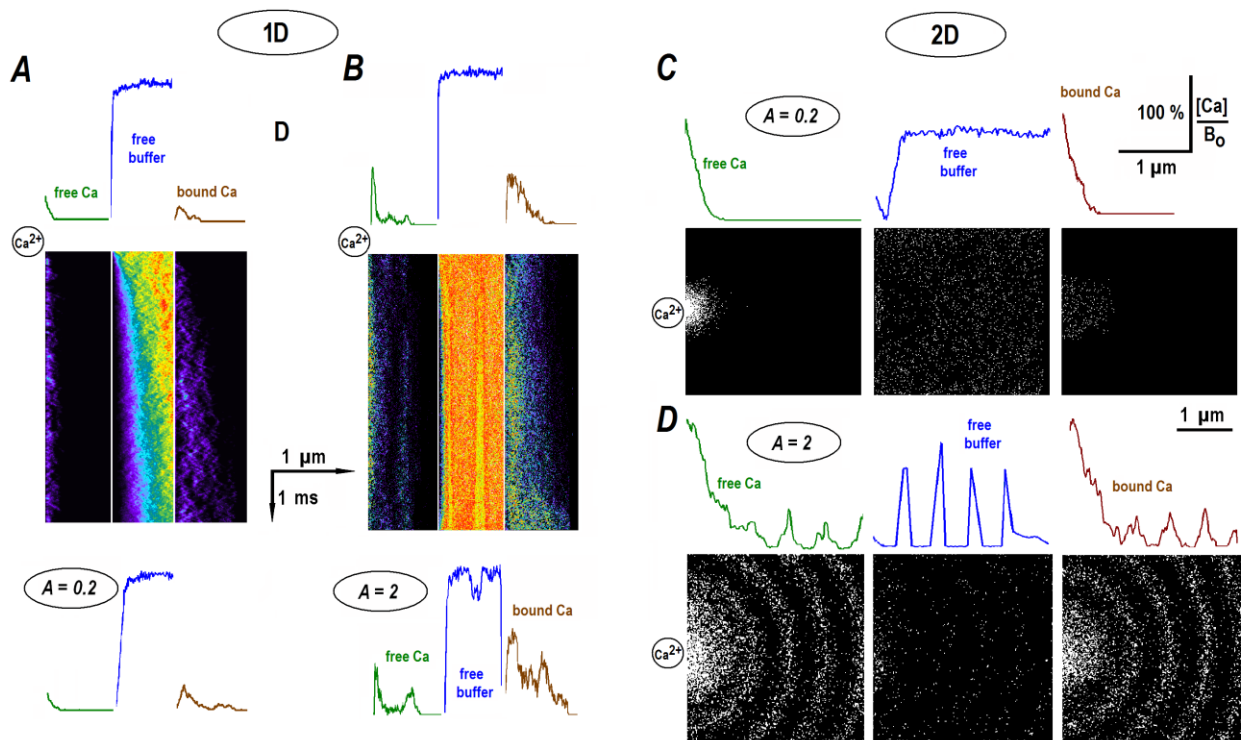 1D
2D
A
B
C
D
free Ca
free
buffer
bound Ca
D
Ca2+
Ca2+
1 µm
1 ms
A = 0.2
A = 2
free Ca
free
buffer
bound Ca
A = 0.2
free Ca
free
buffer
bound Ca
100 %
[Ca]
Bo
1 µm
Ca2+
A = 2
free Ca
free
buffer
bound Ca
1 µm
Ca2+